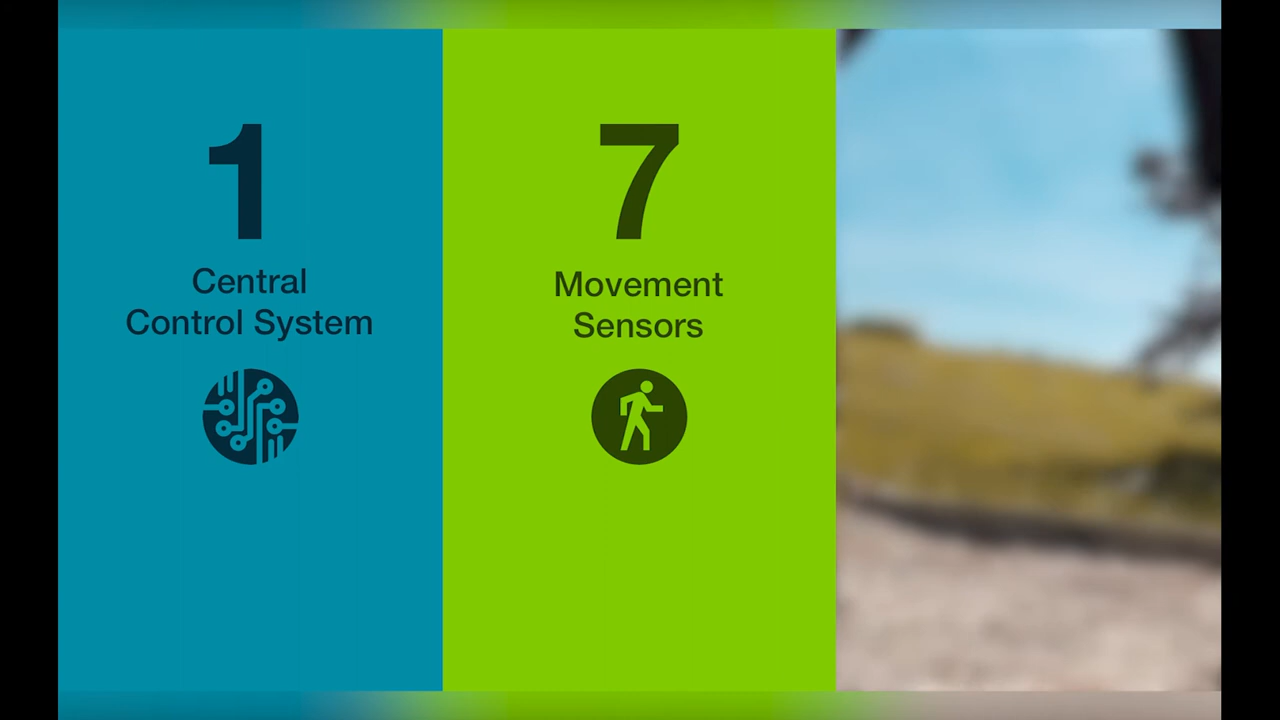 1
Central
Control System
7
Movement
Sensors